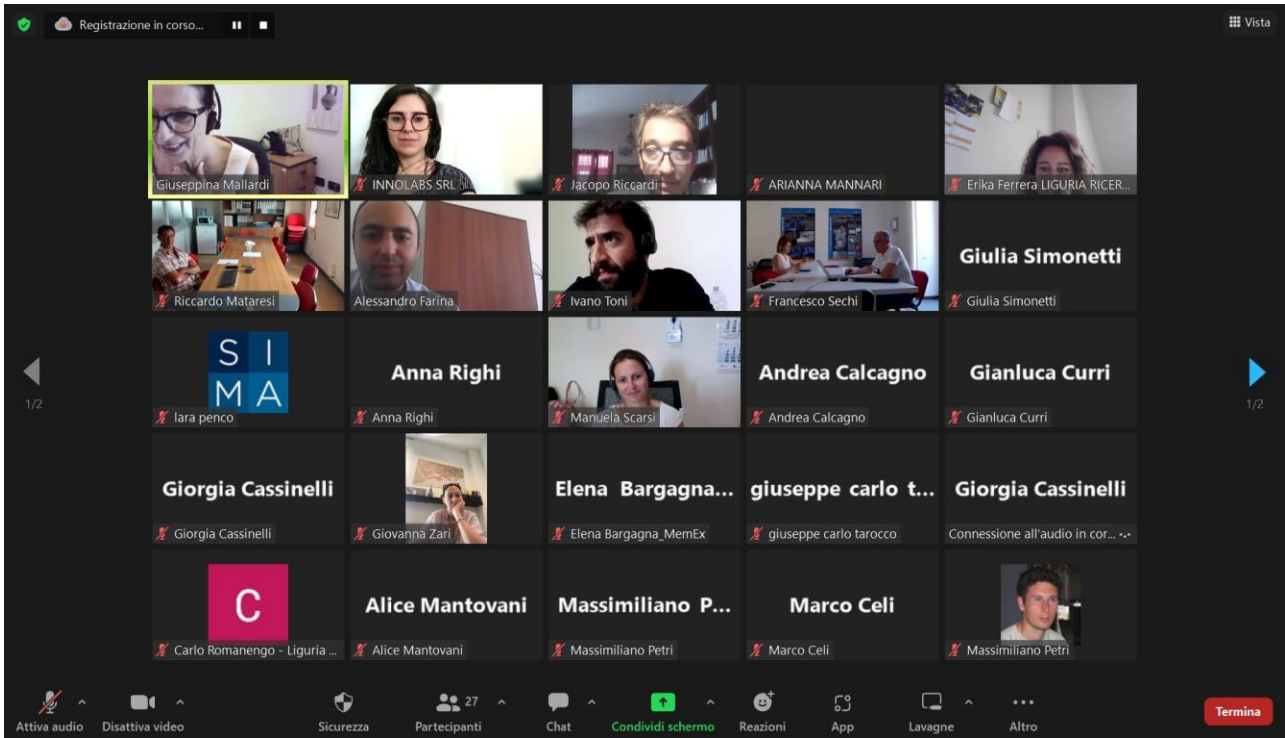 Registrazione in corso...
Vista
Giuseppina Mallardi
INNOLABS SRL
Jacopo Riccardi
ARIANNA MANNARI
Erika Ferrera LIGURIA RICER...
Riccardo Mataresi
Alessandro Farina
Ivano Toni
Francesco Sechi
Giulia Simonetti
Giulia Simonetti
SI
MA
lara penco
Anna Righi
Anna Righi
Manuela Scarsi
Andrea Calcagno
Andrea Calcagno
Gianluca Curri
Gianluca Curri
1/2
1/2
Giorgia Cassinelli
Giorgia Cassinelli
Giovanna Zari
Elena Bargagna...
Elena Bargagna_MemEx
giuseppe carlo t...
giuseppe carlo tarocco
Giorgia Cassinelli
Connessione all'audio in cor...
C
Carlo Romanengo - Liguria ...
Alice Mantovani
Alice Mantovani
Massimiliano P...
Massimiliano Petri
Marco Celi
Marco Celi
Massimiliano Petri
Attiva audio
Disattiva video
Sicurezza
27
Partecipanti
Chat
Condividi schermo
Reazioni
App
Lavagne
Altro
Termina